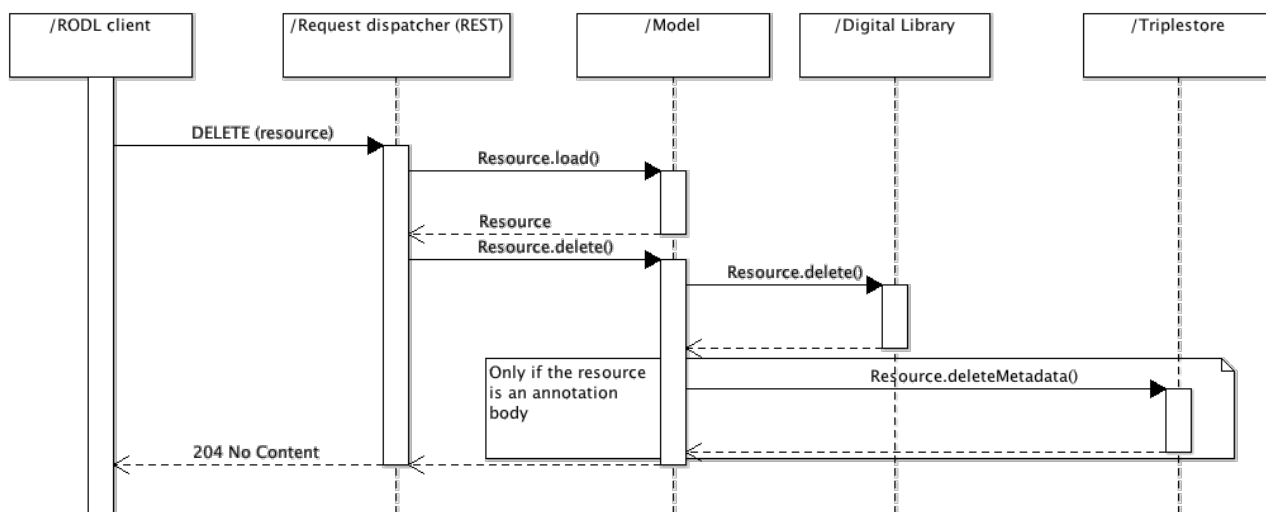 /RODL client
/Request dispatcher (REST)
/Model
/Digital Library
/Triplestore
DELETE (resource)
Resource.load()
Resource
Resource.delete()
Resource.delete()
Only if the resource
is an annotation
body
Resource.deleteMetadata()
204 No Content